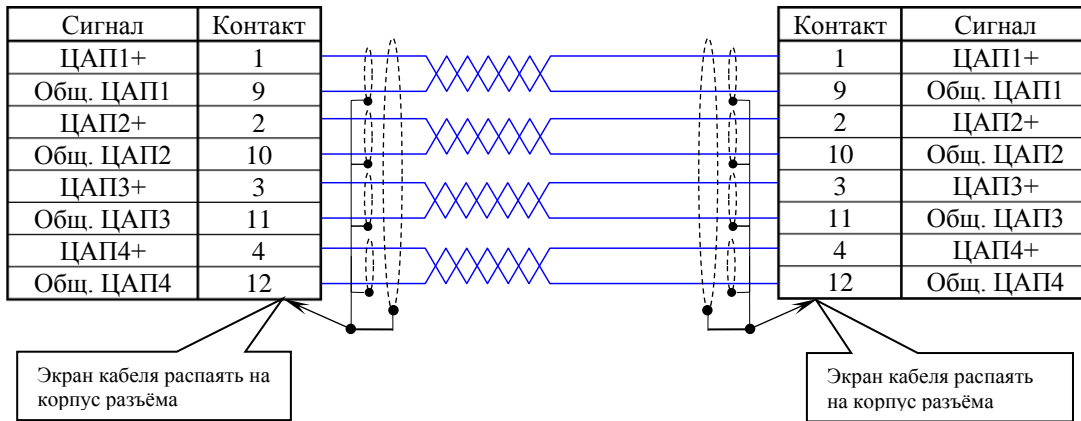 Сигнал Контакт
ЦАП1+ 1
Общ. ЦАП1 9
ЦАП2+ 2
Общ. ЦАП2 10
ЦАП3+ 3
Общ. ЦАП3 11
ЦАП4+ 4
Общ. ЦАП4 12
Контакт Сигнал
1 ЦАП1+
9 Общ. ЦАП1
2 ЦАП2+
10 Общ. ЦАП2
3 ЦАП3+
11 Общ. ЦАП3
4 ЦАП4+
12 Общ. ЦАП4
Экран кабеля распаять на
корпус разъёма
Экран кабеля распаять
на корпус разъёма